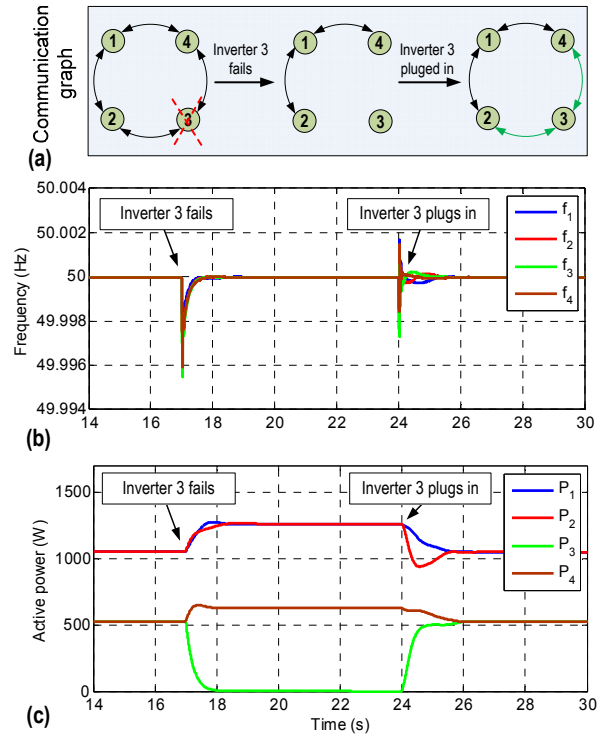 Communication graph
1 4
2 3
Inverter 3 fails
1 4
2 3
Inverter 3 pluged in
1 4
2 3
(a)
50.004
50.002
50
49.998
49.996
49.994
Frequency (Hz)
Inverter 3 fails
Inverter 3 plugs in
f1
f2
f3
f4
14 16 18 20 22 24 26 28 30
(b)
1500
1000
500
0
Active power (W)
Inverter 3 fails
Inverter 3 plugs in
P1
P2
P3
P4
14 16 18 20 22 24 26 28 30
Time (s)
(c)